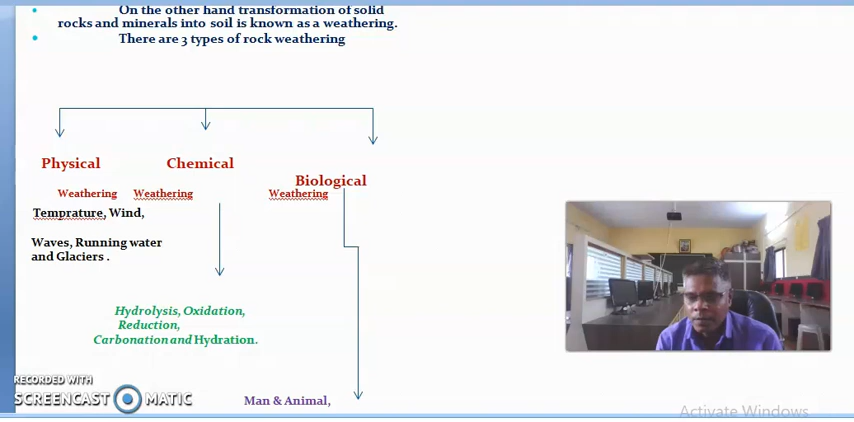 On the other hand transformation of solid
rocks and minerals into soil is known as a weathering.
There are 3 types of rock weathering
Physical
Chemical
Biological
Weathering
Weathering
Weathering
Temprature, Wind,
Waves, Running water
and Glaciers .
Hydrolysis, Oxidation,
Reduction,
Carbonation and Hydration.
Man & Animal,
RECORDED WITH
SCREENCAST MATIC
Activate Windows